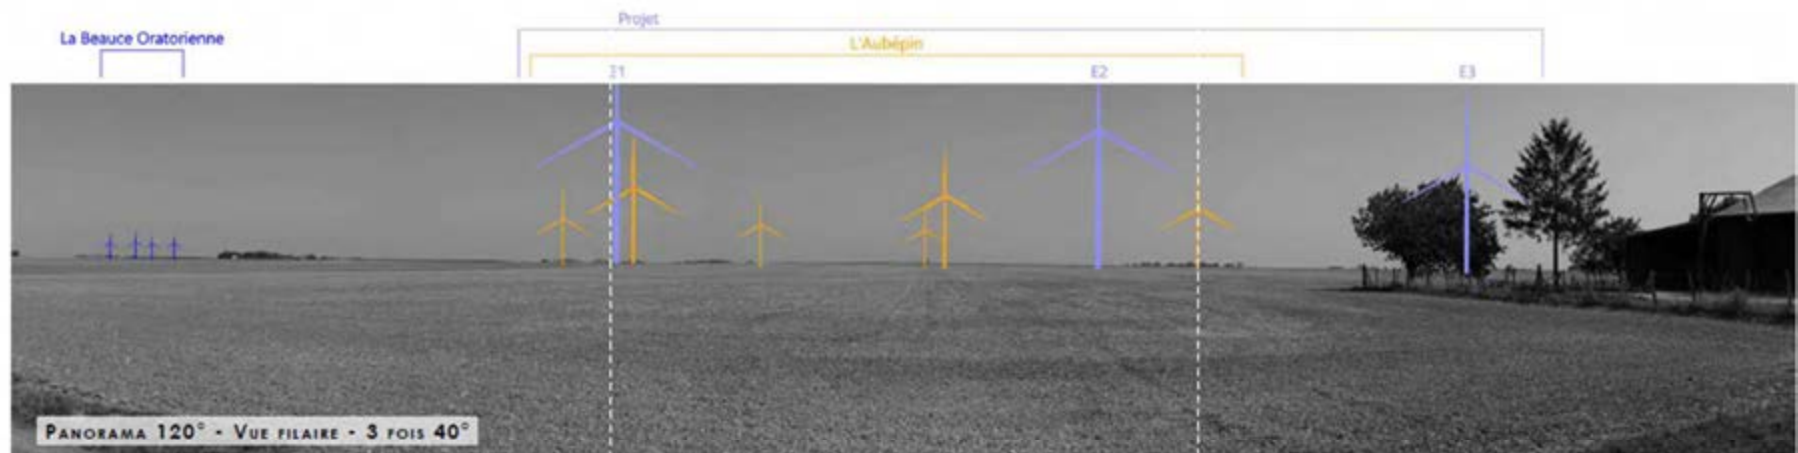 Projet
La Beauce Oratorienne
L'Aubépin
E1 E2 E3
PANORAMA 120° - VUE FILAIRE - 3 FOIS 40°